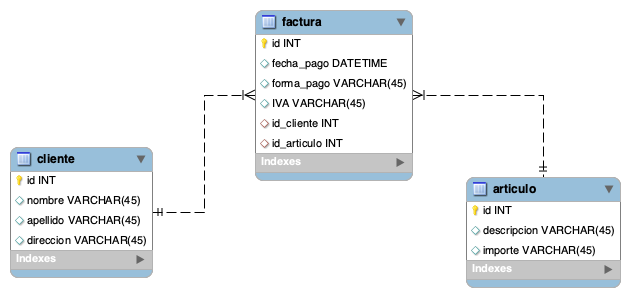 factura
id INT
fecha_pago DATETIME
forma_pago VARCHAR(45)
IVA VARCHAR(45)
id_cliente INT
id_articulo INT
Indexes
cliente
id INT
nombre VARCHAR(45)
apellido VARCHAR(45)
direccion VARCHAR(45)
Indexes
articulo
id INT
descripcion VARCHAR(45)
importe VARCHAR(45)
Indexes